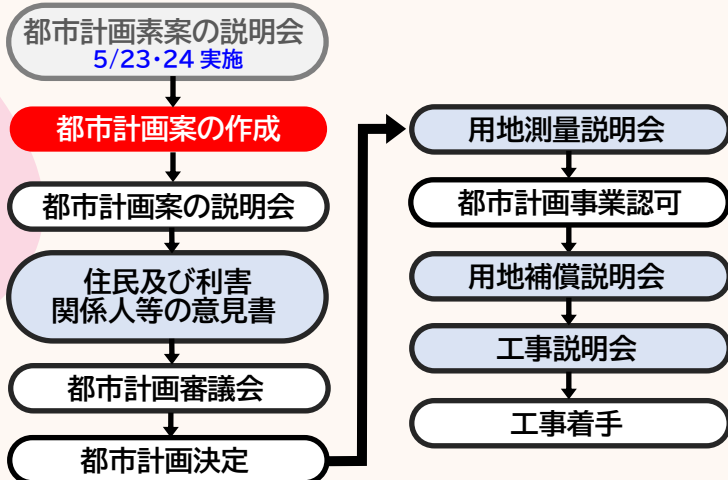 都市計画素案の説明会
5/23・24 実施
都市計画案の作成
都市計画案の説明会
住民及び利害
関係人等の意見書
都市計画審議会
都市計画決定
用地測量説明会
都市計画事業認可
用地補償説明会
工事説明会
工事着手